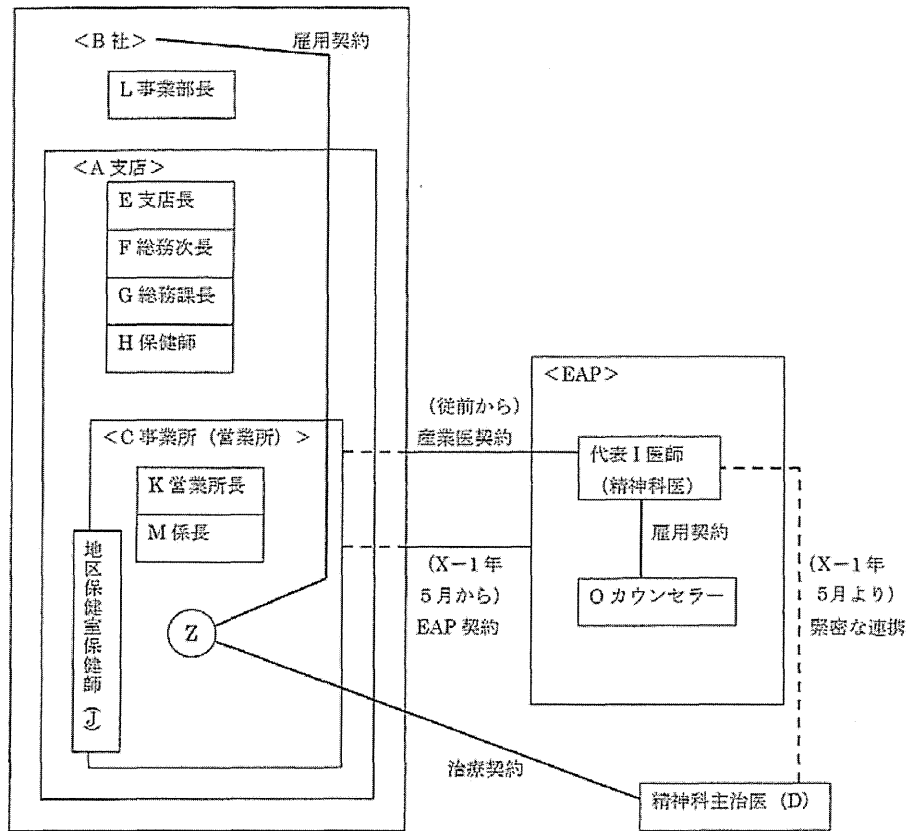 <B社>
雇用契約
L事業部長
<A支店>
E支店長
F総務次長
G総務課長
H保健師
<C事業所(営業所)>
K営業所長
M係長
地区保健室保健師(J)
Z
(従前から)
産業医契約
(X-1年
5月から)
EAP契約
<EAP>
代表I医師
(精神科医)
雇用契約
Oカウンセラー
(X-1年
5月より)
緊密な連携
治療契約
精神科主治医(D)